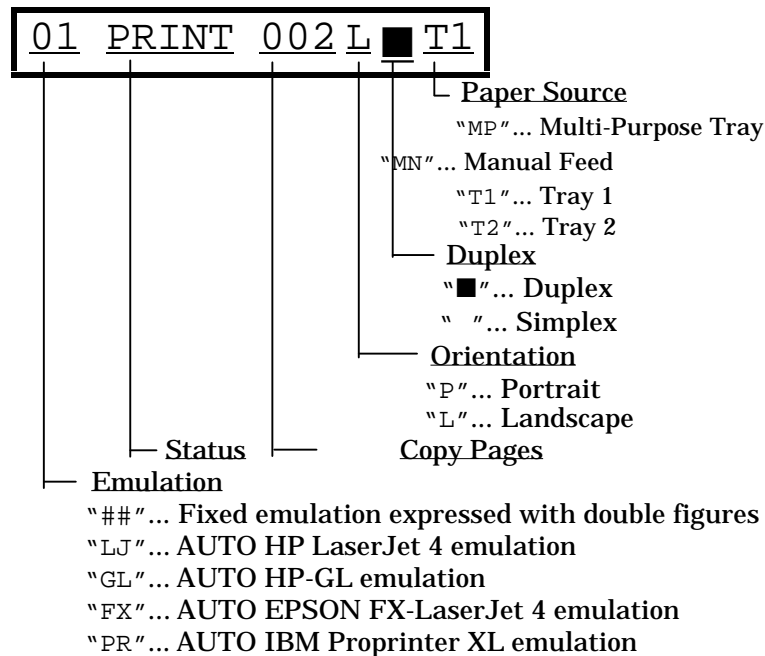 01 PRINT 002 L ■ T1
Paper Source
“MP”... Multi-Purpose Tray
“MN”... Manual Feed
“T1”... Tray 1
“T2”... Tray 2
Duplex
“■”... Duplex
“ ”... Simplex
Orientation
“P”... Portrait
“L”... Landscape
Status Copy Pages
Emulation
“##”... Fixed emulation expressed with double figures
“LJ”... AUTO HP LaserJet 4 emulation
“GL”... AUTO HP-GL emulation
“FX”... AUTO EPSON FX-LaserJet 4 emulation
“PR”... AUTO IBM Proprinter XL emulation